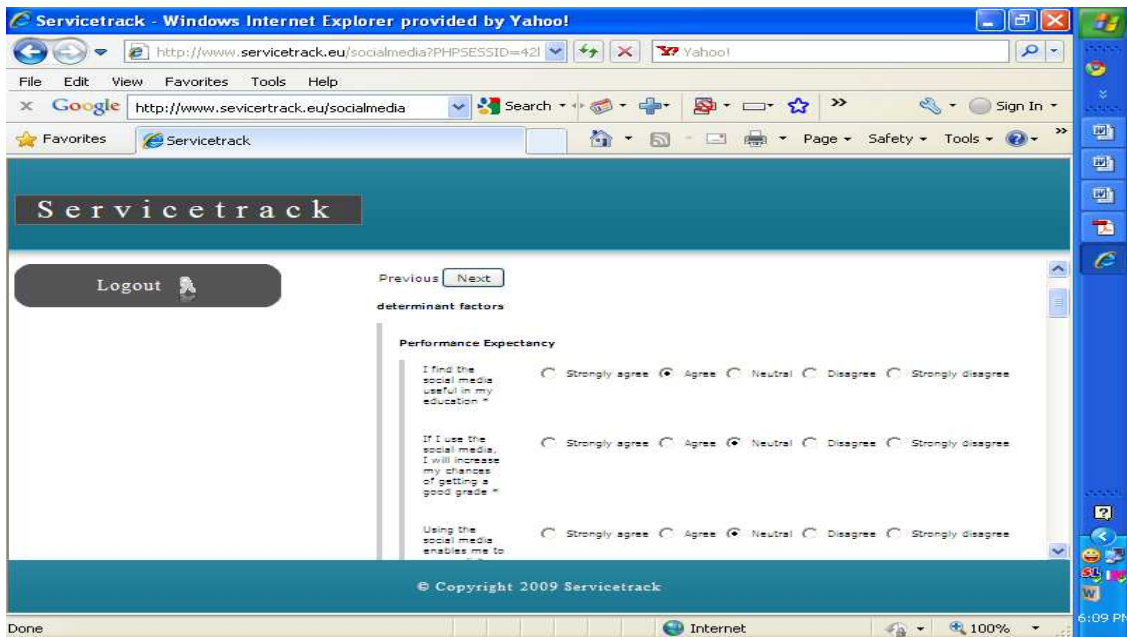 Servicetrack - Windows Internet Explorer provided by Yahoo!
http://www.servicetrack.eu/socialmedia?PHPSESSID=42 Yahoo!
File Edit View Favorites Tools Help
x Google http://www.sevicertrack.eu/socialmedia Search >> Sign In
Favorites Servicetrack Page Safety Tools >>
Servicetrack
Logout
Previous Next
determinant factors
Performance Expectancy
I find the
social media
useful in my
education *
Strongly agree Agree Neutral Disagree Strongly disagree
If I use the
social media,
I will increase
my chances
of getting a
good grade *
Strongly agree Agree Neutral Disagree Strongly disagree
Using the
social media
enables me to
Strongly agree Agree Neutral Disagree Strongly disagree
© Copyright 2009 Servicetrack
Done Internet 100%
6:09 PM